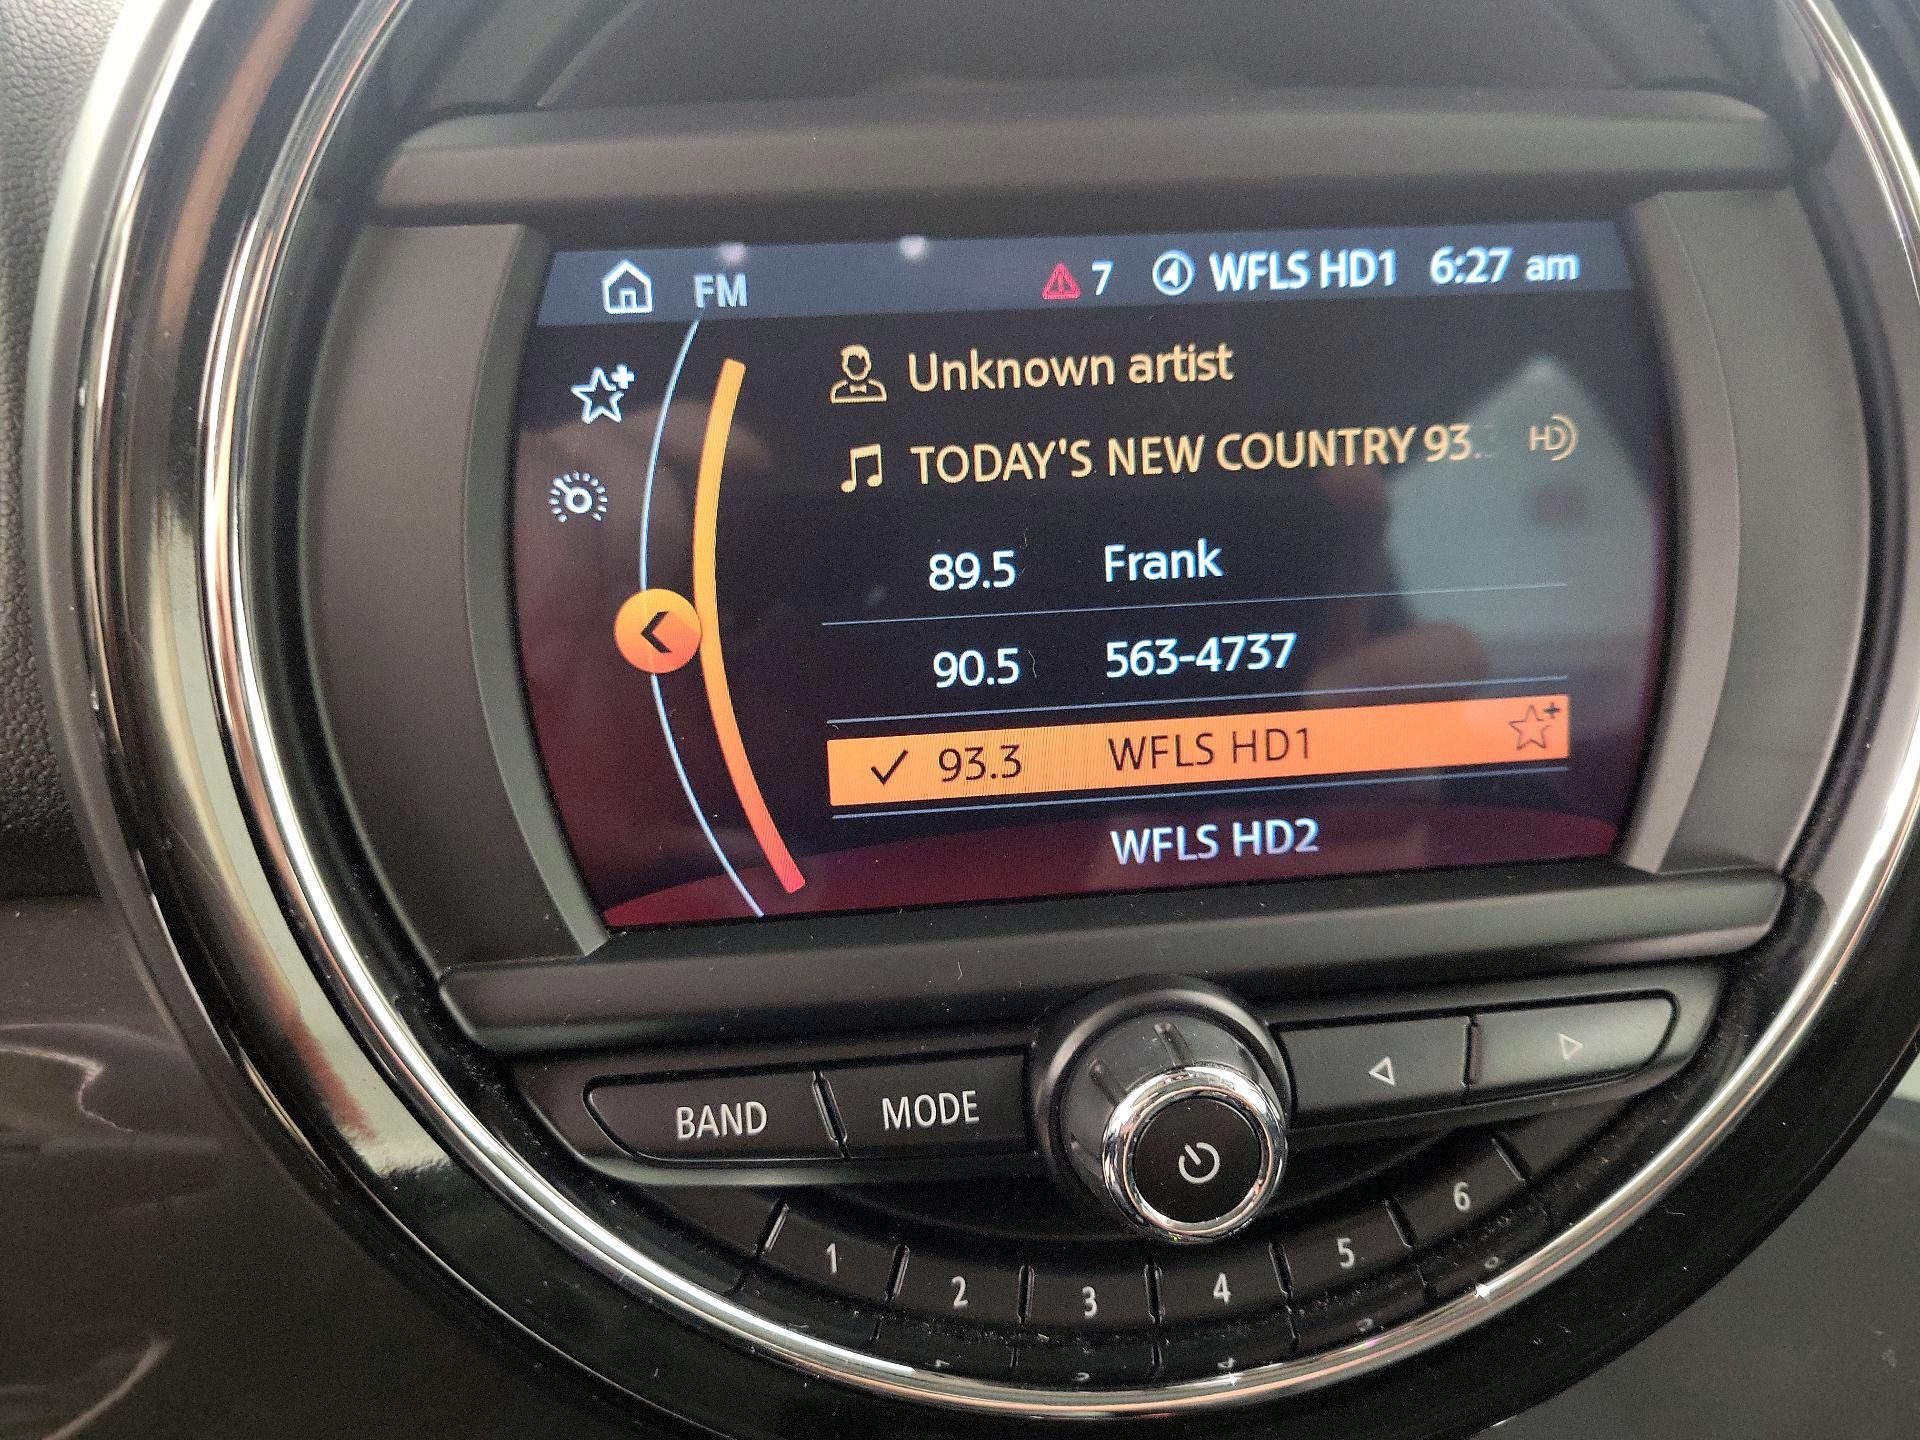 FM 7 WFLS HD1 6:27 am
Unknown artist
TODAY'S NEW COUNTRY 93. HD
89.5 Frank
90.5 563-4737
93.3 WFLS HD1
WFLS HD2
BAND MODE
1 2 3 4 5 6